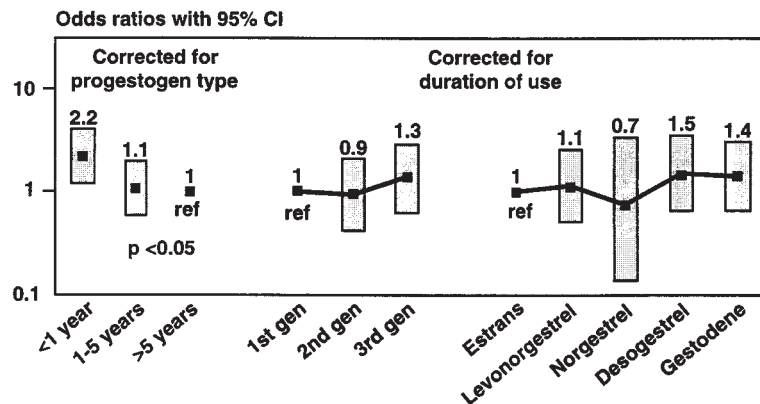 Odds ratios with 95% CI
Corrected for
progestogen type
Corrected for
duration of use
10
1
0.1
2.2
1.1
1
ref
p <0.05
1
ref
0.9
1.3
1
ref
1.1
0.7
1.5
1.4
<1 year
1-5 years
>5 years
1st gen
2nd gen
3rd gen
Estrans
Levonorgestrel
Norgestrel
Desogestrel
Gestodene